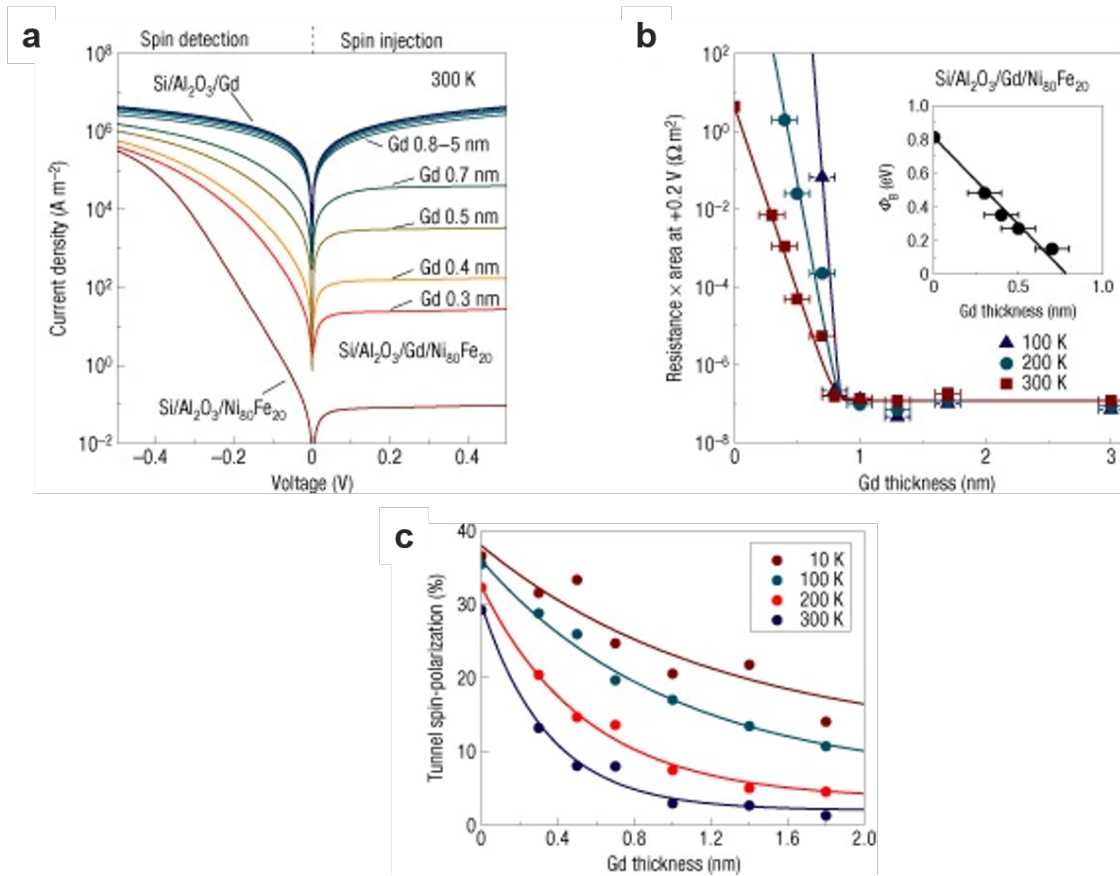 a
Spin detection
Spin injection
10⁸
10⁶
10⁴
10²
10⁰
10⁻²
Current density (A m⁻²)
Si/Al₂O₃/Gd
300 K
Gd 0.8–5 nm
Gd 0.7 nm
Gd 0.5 nm
Gd 0.4 nm
Gd 0.3 nm
Si/Al₂O₃/Gd/Ni₈₀Fe₂₀
Si/Al₂O₃/Ni₈₀Fe₂₀
–0.4 –0.2 0 0.2 0.4
Voltage (V)
b
10²
10⁰
10⁻²
10⁻⁴
10⁻⁶
10⁻⁸
Resistance × area at +0.2 V (Ω m²)
Si/Al₂O₃/Gd/Ni₈₀Fe₂₀
1.0
0.8
0.6
0.4
0.2
0
Φ_B (eV)
0 0.5 1.0
Gd thickness (nm)
100 K
200 K
300 K
0 1 2 3
Gd thickness (nm)
c
40
30
20
10
0
Tunnel spin-polarization (%)
10 K
100 K
200 K
300 K
0 0.4 0.8 1.2 1.6 2.0
Gd thickness (nm)